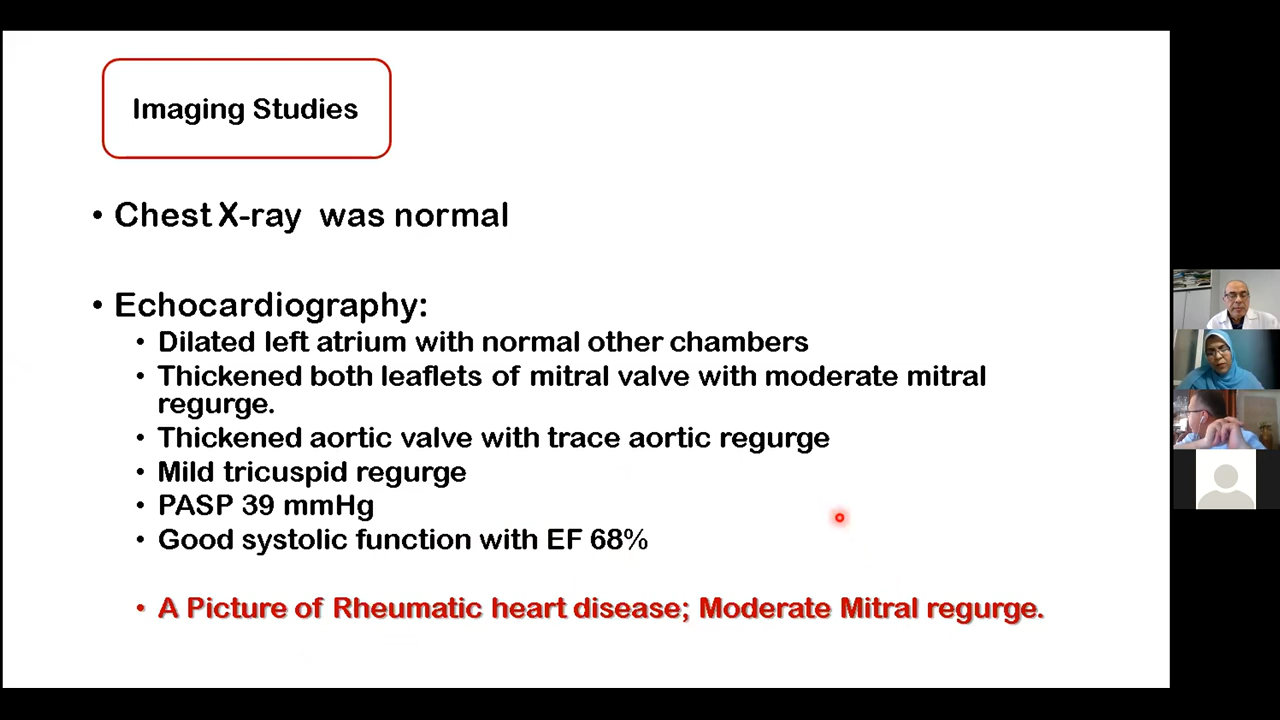 Imaging Studies
• Chest X-ray was normal
• Echocardiography:
• Dilated left atrium with normal other chambers
• Thickened both leaflets of mitral valve with moderate mitral
regurge.
• Thickened aortic valve with trace aortic regurge
• Mild tricuspid regurge
• PASP 39 mmHg
• Good systolic function with EF 68%
• A Picture of Rheumatic heart disease; Moderate Mitral regurge.